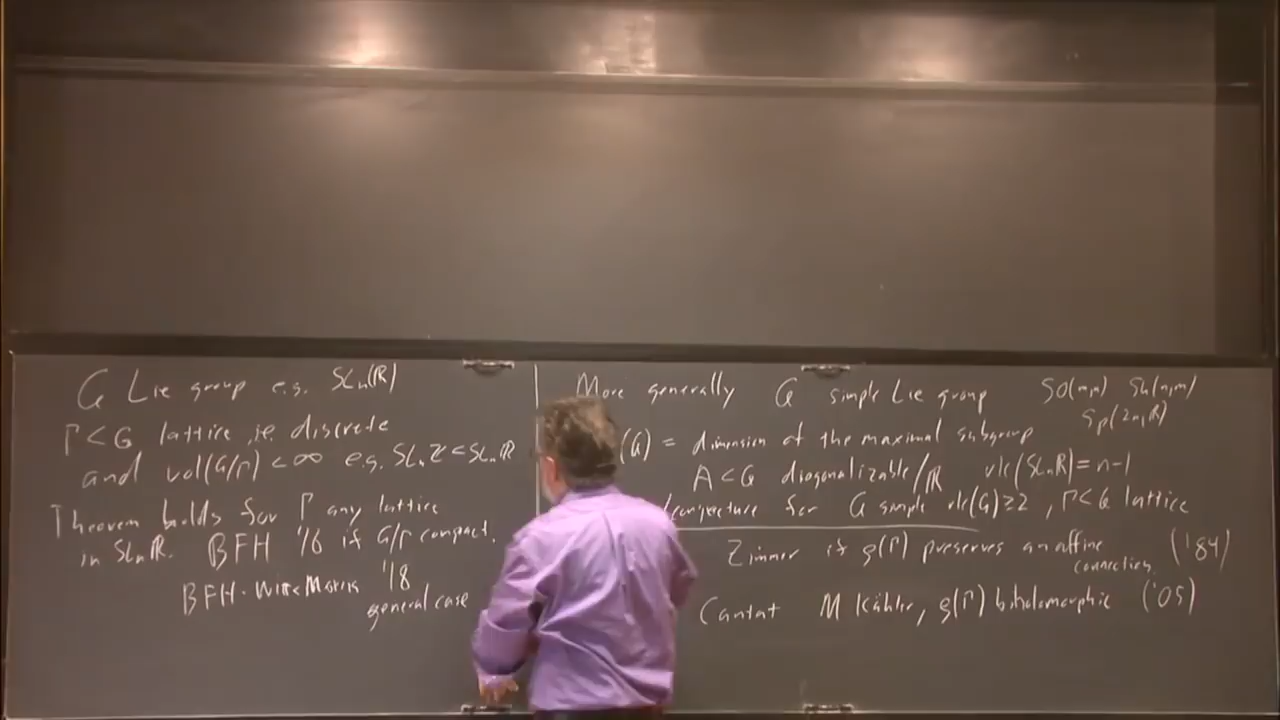 G Lie group e.g. SLn(ℝ)
Γ<G lattice, i.e. discrete
and vol(G/Γ)<∞ e.g. SLnℤ<SLnℝ
Theorem holds for Γ any lattice
in SLnℝ. BFH '16 if G/Γ compact.
BFH-Witte Morris '18
general case
More generally G simple Lie group SO(n,m) SU(n,m)
Sp(2n,ℝ)
(G) = dimension of the maximal subgroup
A<G diagonalizable/ℝ rk(SLnℝ)=n-1
for G simple rk(G)≥2, Γ<G lattice
Zimmer if ρ(Γ) preserves an affine
connection ('84)
Cantat M Kähler, ρ(Γ) biholomorphic ('05)